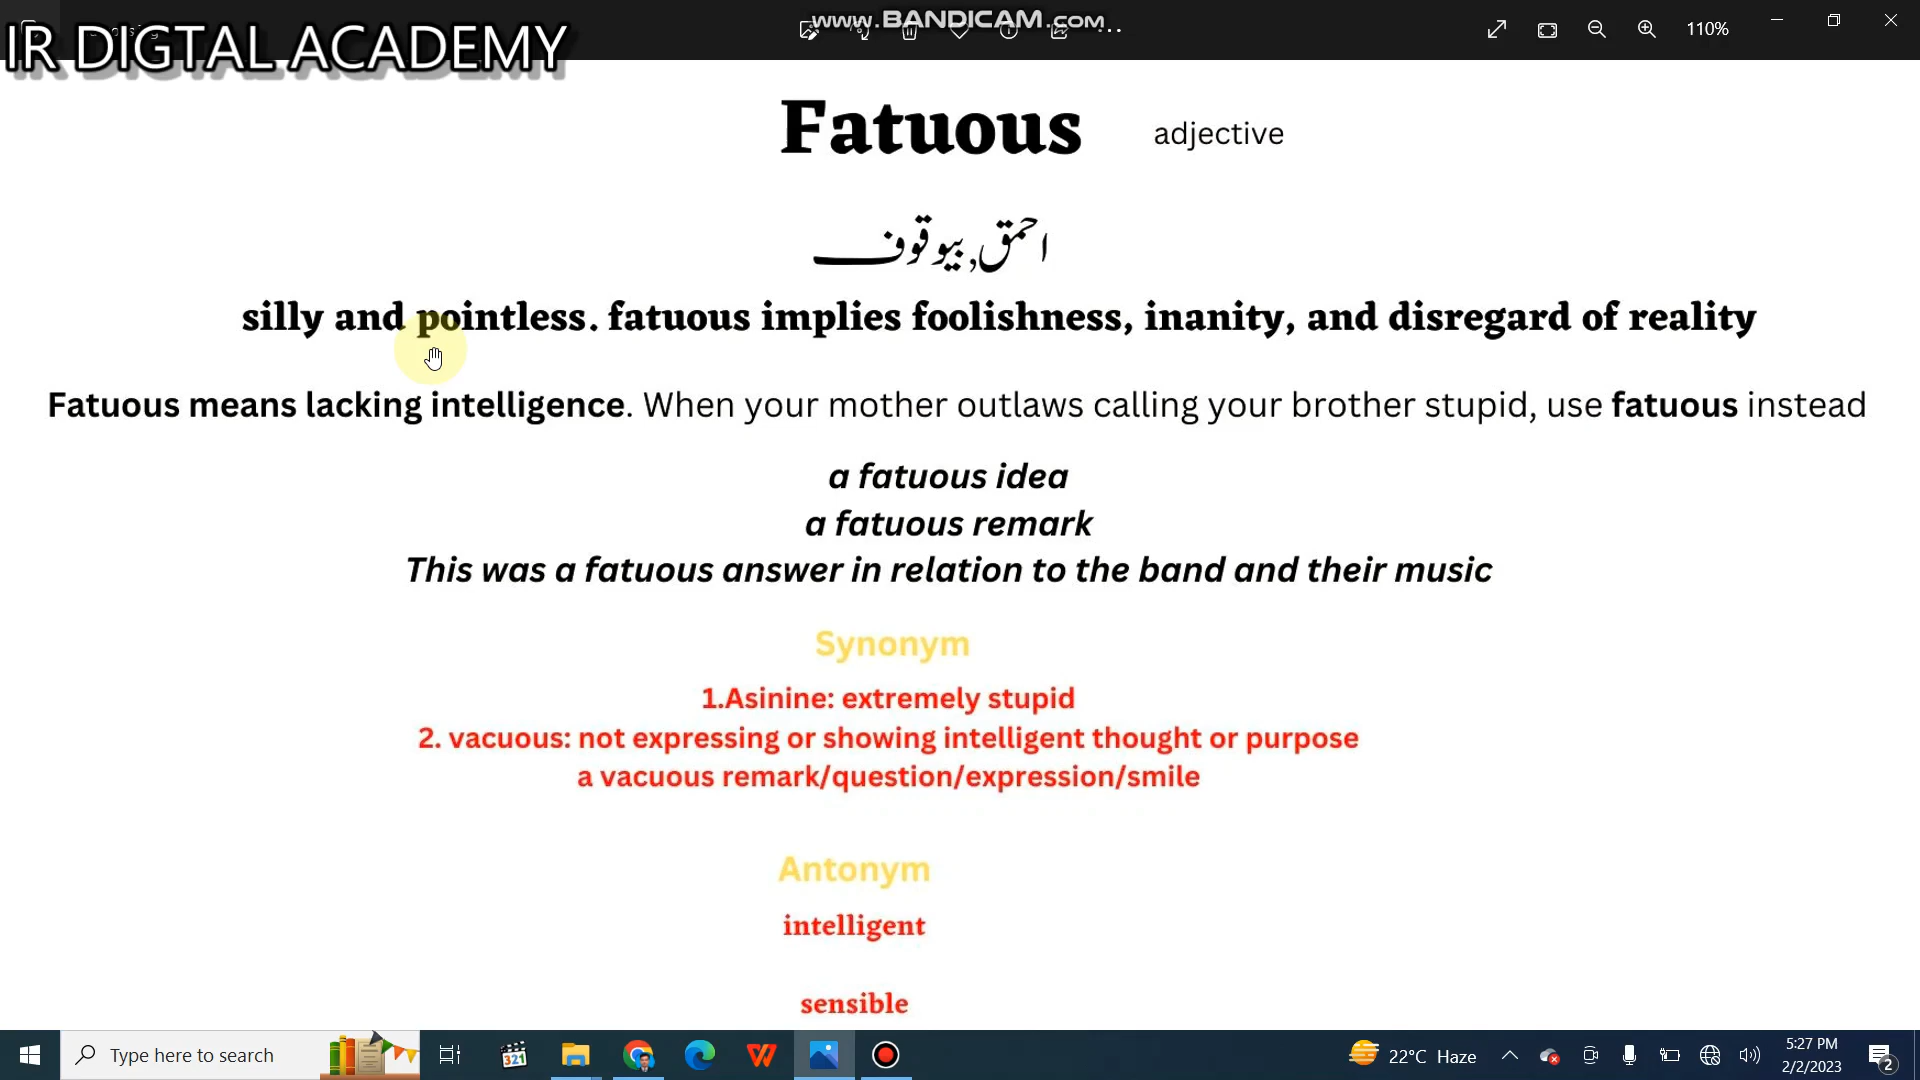 www.BANDICAM.com
IR DIGTAL ACADEMY
110%
Fatuous adjective
احمق, بیوقوف
silly and pointless. fatuous implies foolishness, inanity, and disregard of reality
Fatuous means lacking intelligence. When your mother outlaws calling your brother stupid, use fatuous instead
a fatuous idea
a fatuous remark
This was a fatuous answer in relation to the band and their music
Synonym
1.Asinine: extremely stupid
2. vacuous: not expressing or showing intelligent thought or purpose
a vacuous remark/question/expression/smile
Antonym
intelligent
sensible
Type here to search
321
22°C Haze
5:27 PM
2/2/2023
2